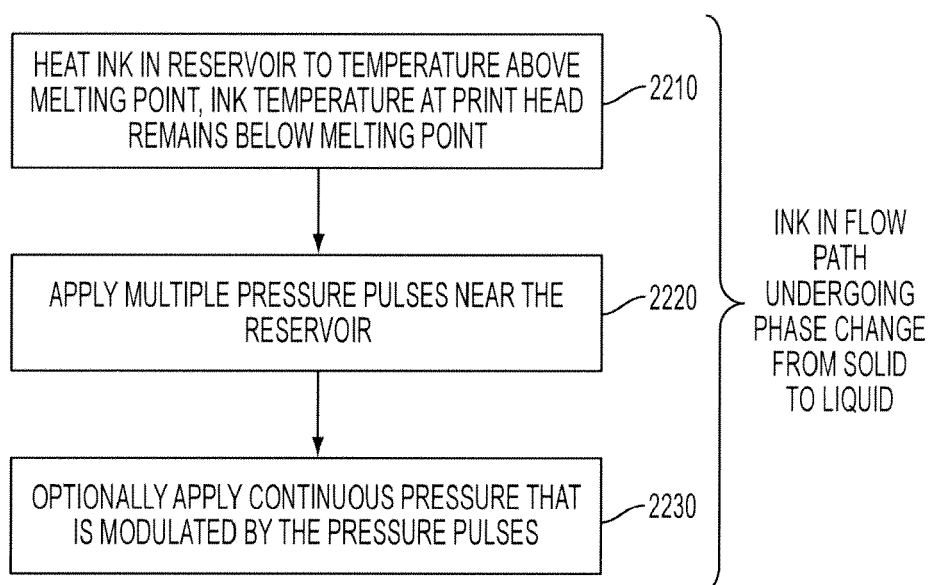 HEAT INK IN RESERVOIR TO TEMPERATURE ABOVE
MELTING POINT, INK TEMPERATURE AT PRINT HEAD
REMAINS BELOW MELTING POINT
2210
APPLY MULTIPLE PRESSURE PULSES NEAR THE
RESERVOIR
2220
OPTIONALLY APPLY CONTINUOUS PRESSURE THAT
IS MODULATED BY THE PRESSURE PULSES
2230
INK IN FLOW
PATH
UNDERGOING
PHASE CHANGE
FROM SOLID
TO LIQUID